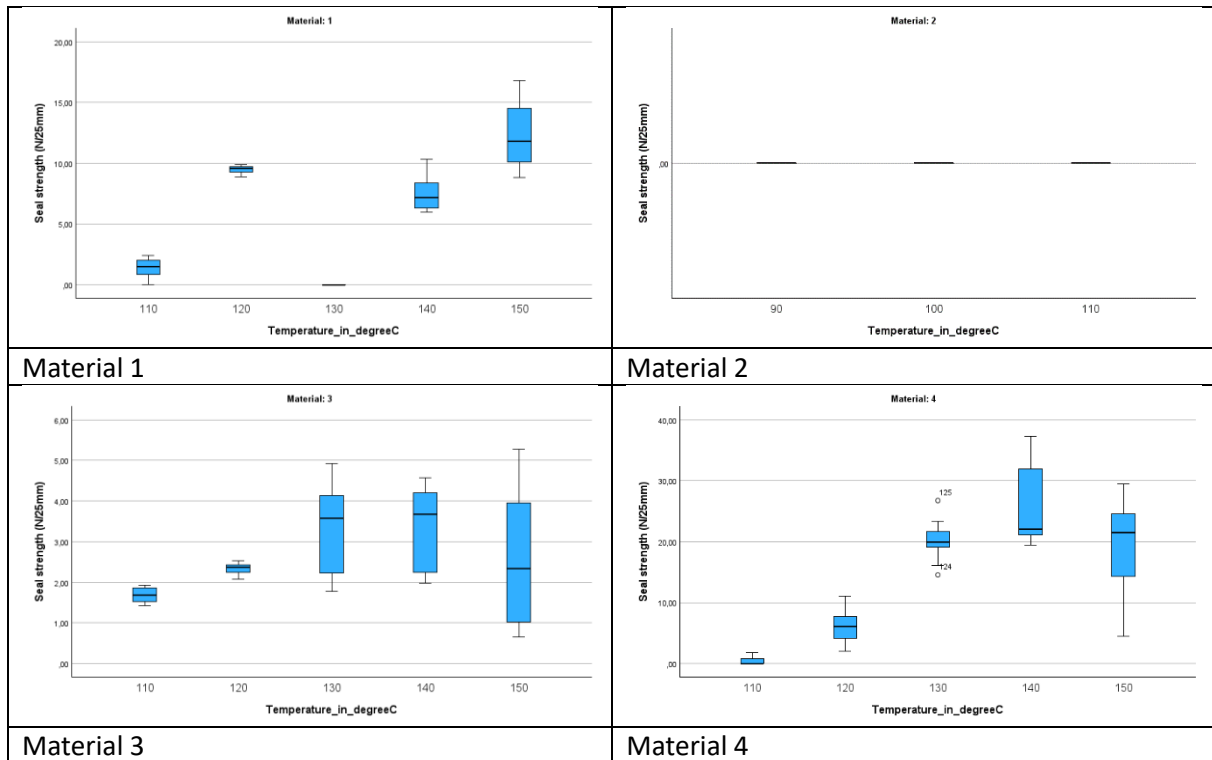 Material: 1
Seal strength (N/25mm)
20,00
15,00
10,00
5,00
,00
110 120 130 140 150
Temperature_in_degreeC
Material 1
Material: 2
Seal strength (N/25mm)
,00
90 100 110
Temperature_in_degreeC
Material 2
Material: 3
Seal strength (N/25mm)
6,00
5,00
4,00
3,00
2,00
1,00
,00
110 120 130 140 150
Temperature_in_degreeC
Material 3
Material: 4
Seal strength (N/25mm)
40,00
30,00
20,00
10,00
,00
125
124
110 120 130 140 150
Temperature_in_degreeC
Material 4